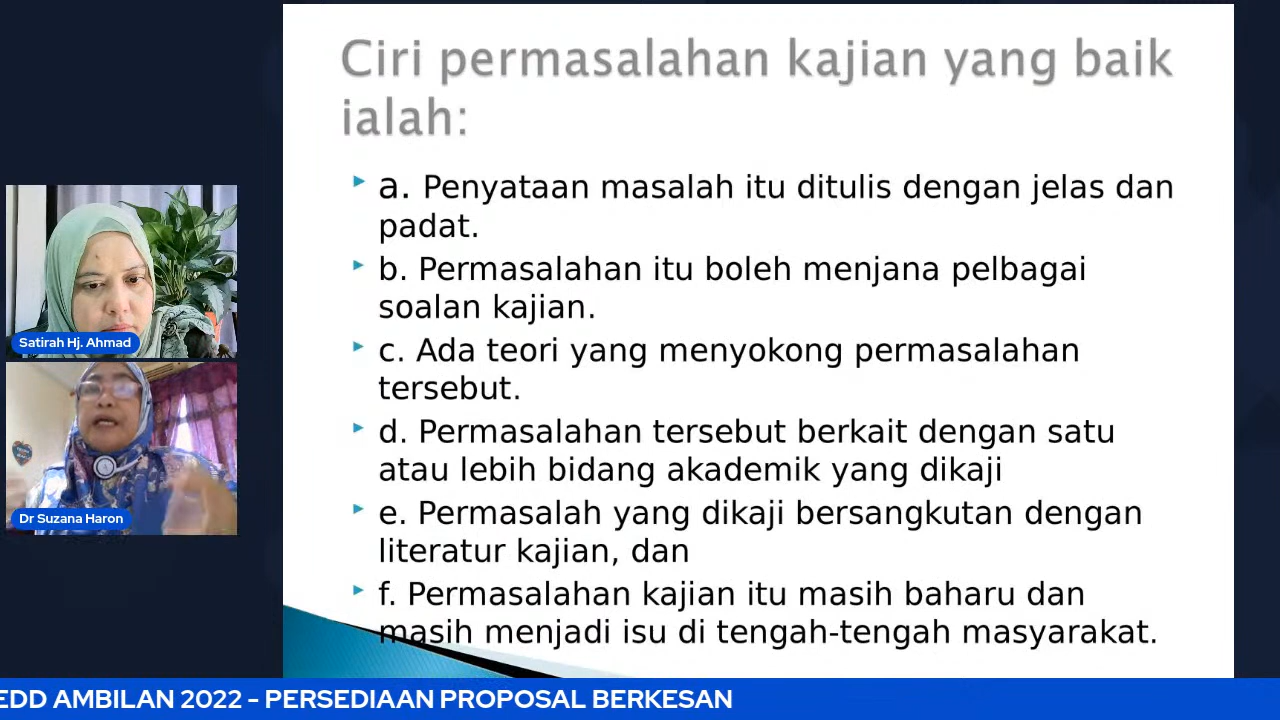 Ciri permasalahan kajian yang baik
ialah:
a. Penyataan masalah itu ditulis dengan jelas dan
padat.
b. Permasalahan itu boleh menjana pelbagai
soalan kajian.
c. Ada teori yang menyokong permasalahan
tersebut.
d. Permasalahan tersebut berkait dengan satu
atau lebih bidang akademik yang dikaji
e. Permasalah yang dikaji bersangkutan dengan
literatur kajian, dan
f. Permasalahan kajian itu masih baharu dan
masih menjadi isu di tengah-tengah masyarakat.
Satirah Hj. Ahmad
Dr Suzana Haron
EDD AMBILAN 2022 - PERSEDIAAN PROPOSAL BERKESAN